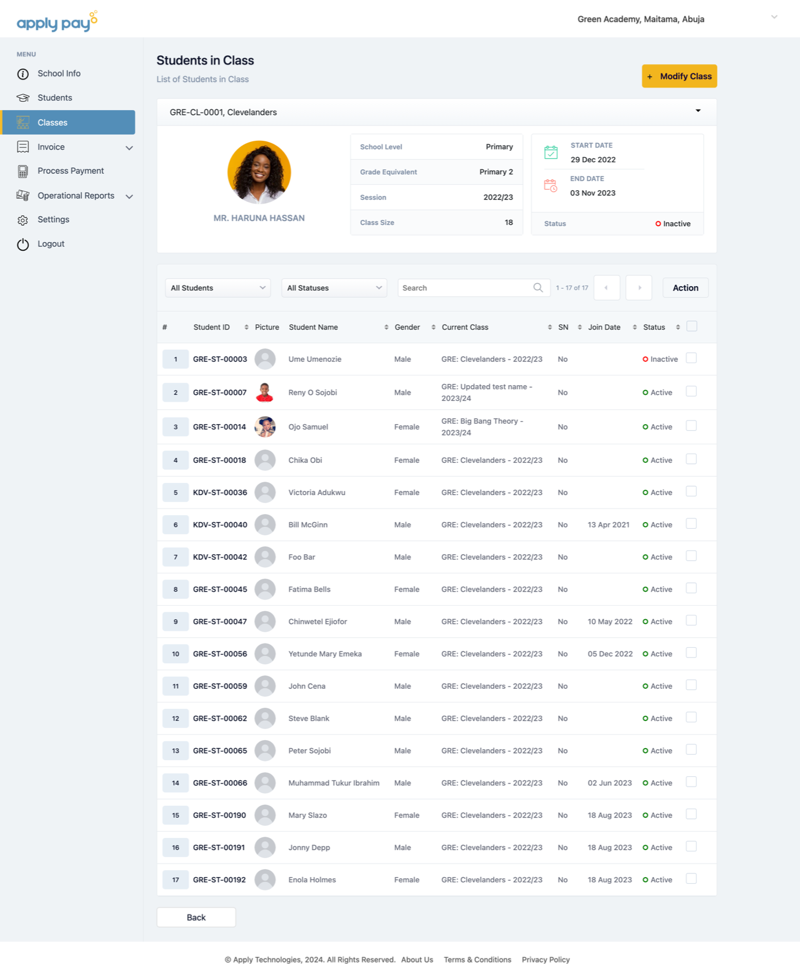 apply pay
Green Academy, Maitama, Abuja
MENU
School Info
Students
Classes
Invoice
Process Payment
Operational Reports
Settings
Logout
Students in Class
List of Students in Class
+ Modify Class
GRE-CL-0001, Clevelanders
MR. HARUNA HASSAN
School Level Primary
Grade Equivalent Primary 2
Session 2022/23
Class Size 18
START DATE
29 Dec 2022
END DATE
03 Nov 2023
Status Inactive
All Students All Statuses Search 1 - 17 of 17 Action
# Student ID Picture Student Name Gender Current Class SN Join Date Status
1 GRE-ST-00003 Ume Umenozie Male GRE: Clevelanders - 2022/23 No Inactive
2 GRE-ST-00007 Reny O Sojobi Male GRE: Updated test name - 
2023/24 No Active
3 GRE-ST-00014 Ojo Samuel Female GRE: Big Bang Theory - 
2023/24 No Active
4 GRE-ST-00018 Chika Obi Female GRE: Clevelanders - 2022/23 No Active
5 KDV-ST-00036 Victoria Adukwu Female GRE: Clevelanders - 2022/23 No Active
6 KDV-ST-00040 Bill McGinn Male GRE: Clevelanders - 2022/23 No 13 Apr 2021 Active
7 KDV-ST-00042 Foo Bar Male GRE: Clevelanders - 2022/23 No Active
8 GRE-ST-00045 Fatima Bells Female GRE: Clevelanders - 2022/23 No Active
9 GRE-ST-00047 Chinwetel Ejiofor Male GRE: Clevelanders - 2022/23 No 10 May 2022 Active
10 GRE-ST-00056 Yetunde Mary Emeka Female GRE: Clevelanders - 2022/23 No 05 Dec 2022 Active
11 GRE-ST-00059 John Cena Male GRE: Clevelanders - 2022/23 No Active
12 GRE-ST-00062 Steve Blank Male GRE: Clevelanders - 2022/23 No Active
13 GRE-ST-00065 Peter Sojobi Male GRE: Clevelanders - 2022/23 No Active
14 GRE-ST-00066 Muhammad Tukur Ibrahim Male GRE: Clevelanders - 2022/23 No 02 Jun 2023 Active
15 GRE-ST-00190 Mary Slazo Female GRE: Clevelanders - 2022/23 No 18 Aug 2023 Active
16 GRE-ST-00191 Jonny Depp Male GRE: Clevelanders - 2022/23 No 18 Aug 2023 Active
17 GRE-ST-00192 Enola Holmes Female GRE: Clevelanders - 2022/23 No 18 Aug 2023 Active
Back
© Apply Technologies, 2024. All Rights Reserved. About Us Terms & Conditions Privacy Policy